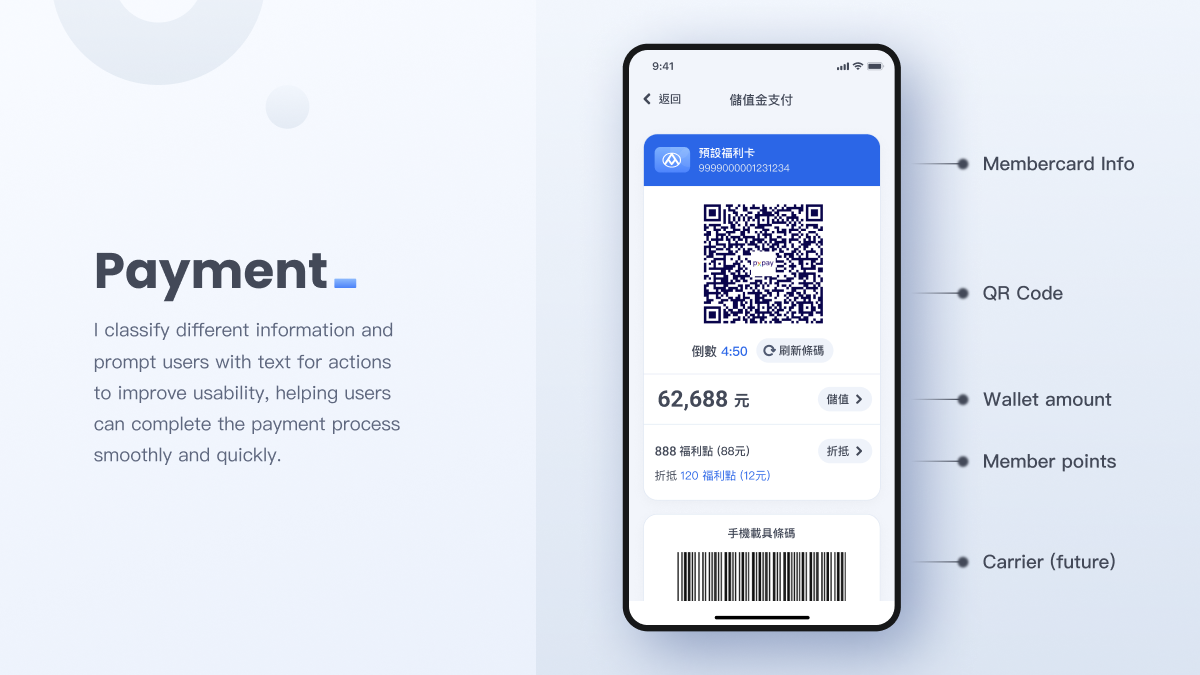 Payment
I classify different information and
prompt users with text for actions
to improve usability, helping users
can complete the payment process
smoothly and quickly.
9:41
返回
儲值金支付
預設福利卡
9999000001231234
pxpay
倒數 4:50
刷新條碼
62,688 元
儲值
888 福利點 (88元)
折抵
折抵 120 福利點 (12元)
手機載具條碼
Membercard Info
QR Code
Wallet amount
Member points
Carrier (future)